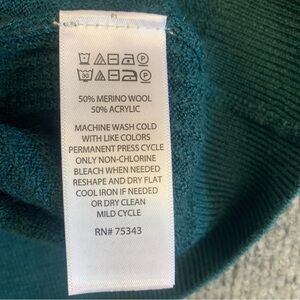 50% MERINO WOOL
50% ACRYLIC
MACHINE WASH COLD
WITH LIKE COLORS
PERMANENT PRESS CYCLE
ONLY NON-CHLORINE
BLEACH WHEN NEEDED
RESHAPE AND DRY FLAT
COOL IRON IF NEEDED
OR DRY CLEAN
MILD CYCLE
RN# 75343